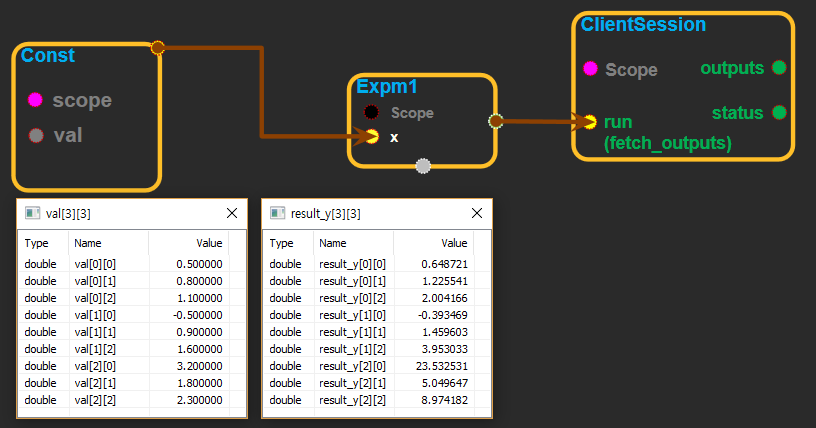 Const
scope
val
Expm1
Scope
x
ClientSession
Scope
outputs
status
run
(fetch_outputs)
val[3][3]
Type Name Value
double val[0][0] 0.500000
double val[0][1] 0.800000
double val[0][2] 1.100000
double val[1][0] -0.500000
double val[1][1] 0.900000
double val[1][2] 1.600000
double val[2][0] 3.200000
double val[2][1] 1.800000
double val[2][2] 2.300000
result_y[3][3]
Type Name Value
double result_y[0][0] 0.648721
double result_y[0][1] 1.225541
double result_y[0][2] 2.004166
double result_y[1][0] -0.393469
double result_y[1][1] 1.459603
double result_y[1][2] 3.953033
double result_y[2][0] 23.532531
double result_y[2][1] 5.049647
double result_y[2][2] 8.974182